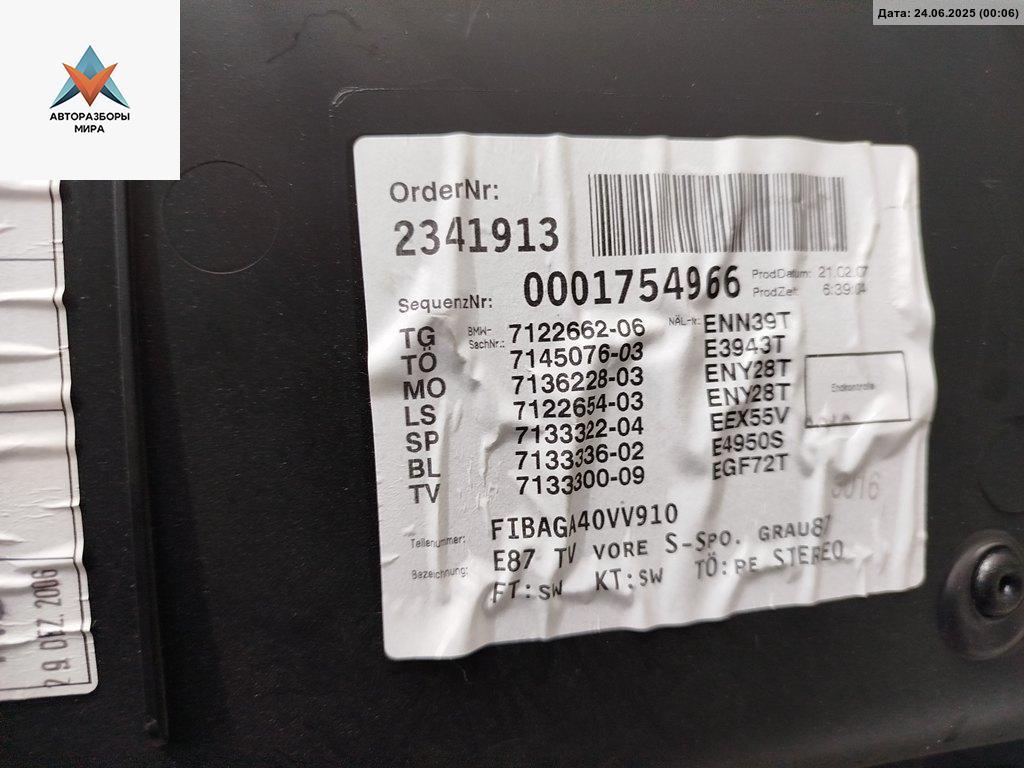 Дата: 24.06.2025 (00:06)
АВТОРАЗБОРЫ
МИРА
OrderNr:
2341913
SequenzNr: 0001754966 ProdDatum: 21.02.07
ProdZeit: 6:39:04
TG BMW-SachNr.: 7122662-06 NÄL-Nr. ENN39T
TÖ 7145076-03 E3943T
MO 7136228-03 ENY28T
LS 7122654-03 ENY28T
SP 7133322-04 EEX55V
BL 7133336-02 E4950S
TV 7133300-09 EGF72T
Endkontrolle
Teilenummer: FIBAGA40VV910
Bezeichnung: E87 TV VORE S-SPO. GRAU87
FT:SW KT:SW TÖ:PE STEREO
29. DEZ. 2006